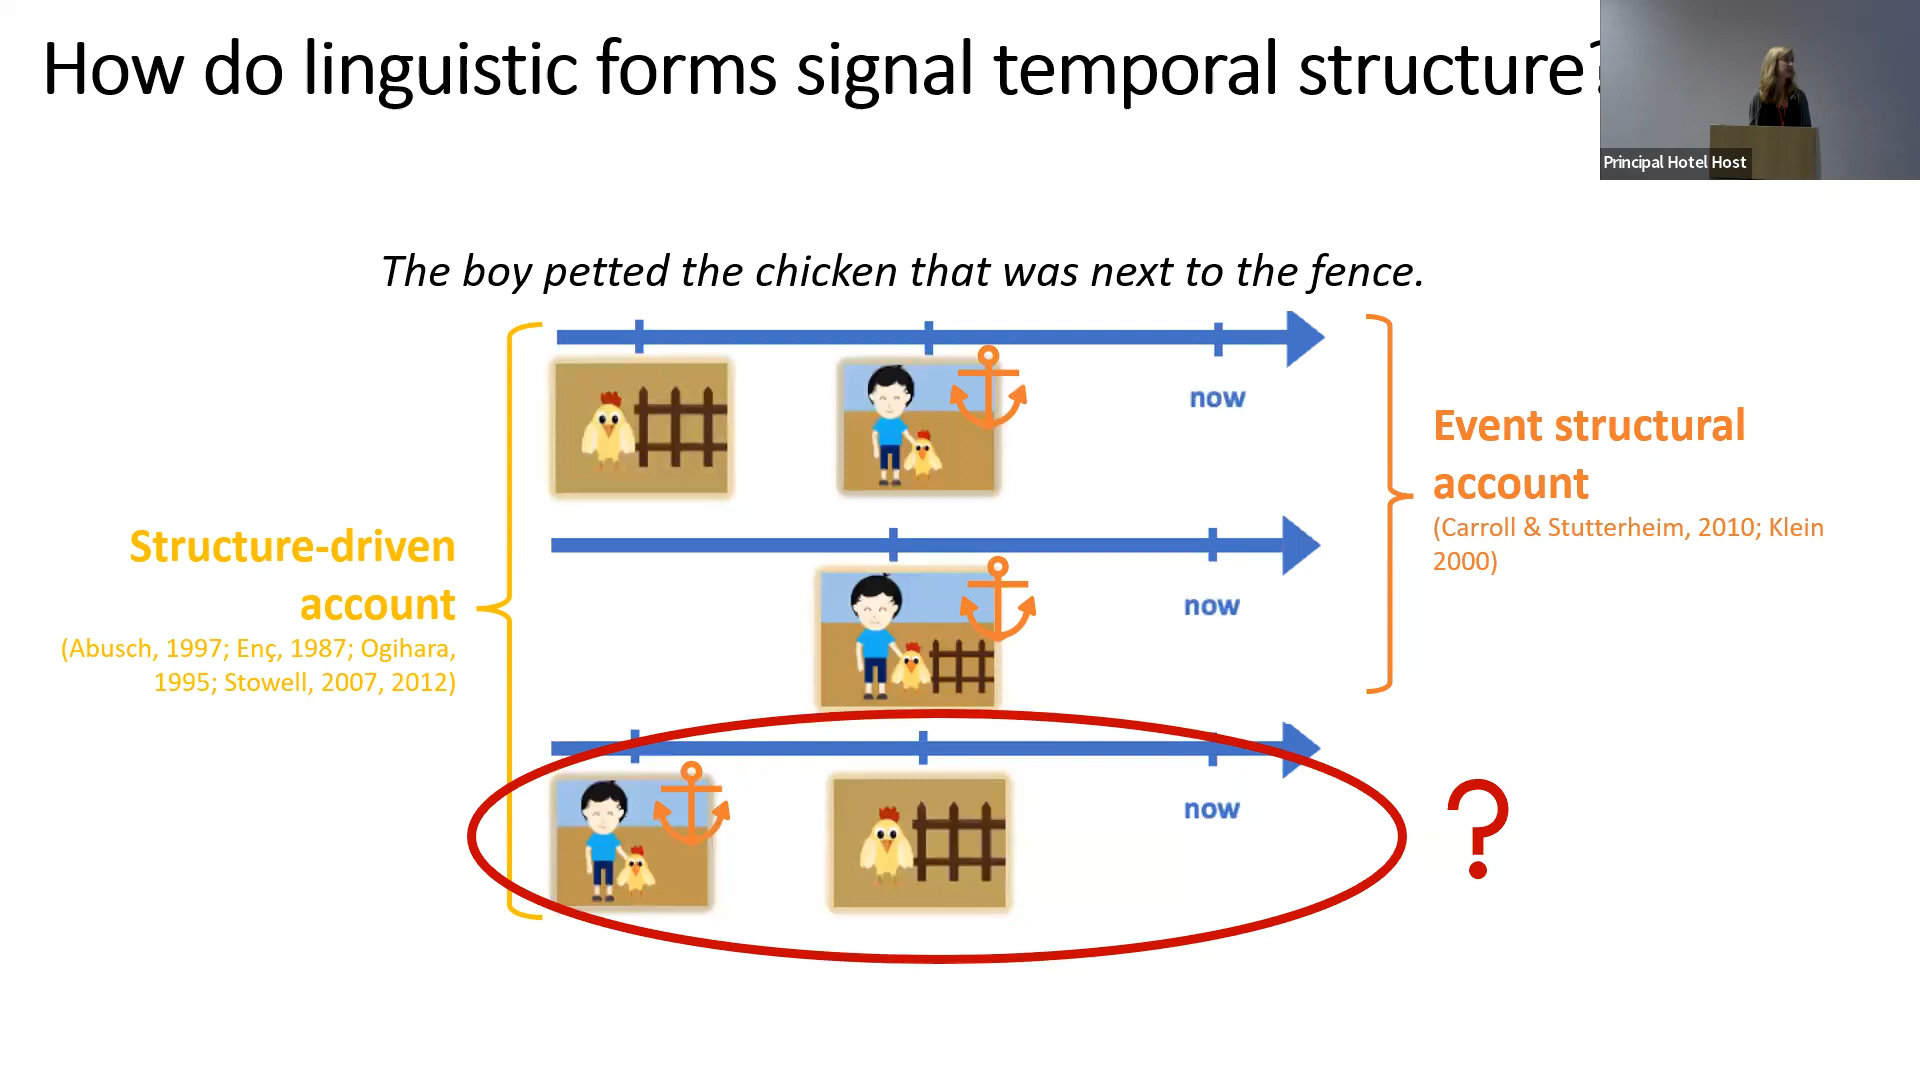 How do linguistic forms signal temporal structure?
Principal Hotel Host
The boy petted the chicken that was next to the fence.
now
Event structural
account
(Carroll & Stutterheim, 2010; Klein
2000)
Structure-driven
account
(Abusch, 1997; Enç, 1987; Ogihara,
1995; Stowell, 2007, 2012)
now
now
?